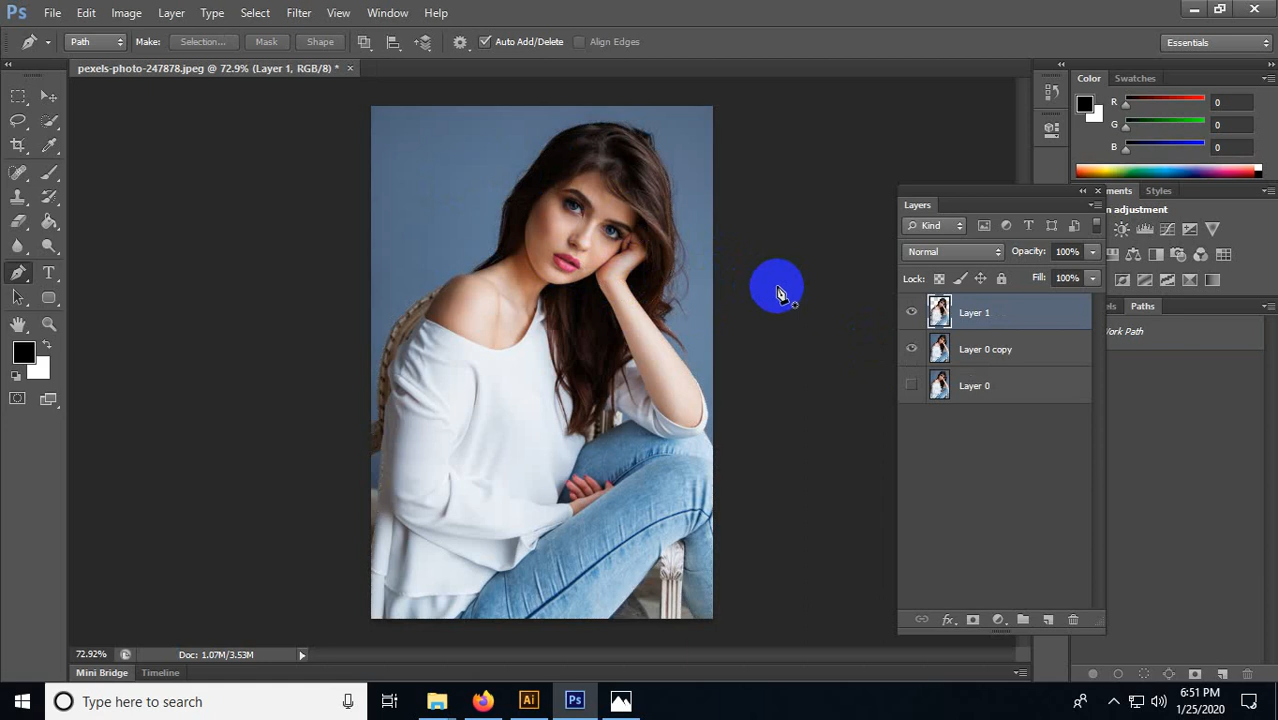 Ps File Edit Image Layer Type Select Filter View Window Help
Path Make: Selection... Mask Shape Auto Add/Delete Align Edges Essentials
pexels-photo-247878.jpeg @ 72.9% (Layer 1, RGB/8) *
Color Swatches
R 0
G 0
B 0
ments Styles
n adjustment
Layers
Kind
Normal Opacity: 100%
Lock: Fill: 100%
Layer 1
Layer 0 copy
Layer 0
els Paths
Work Path
72.92% Doc: 1.07M/3.53M
Mini Bridge Timeline
Type here to search
Ai Ps
6:51 PM
1/25/2020